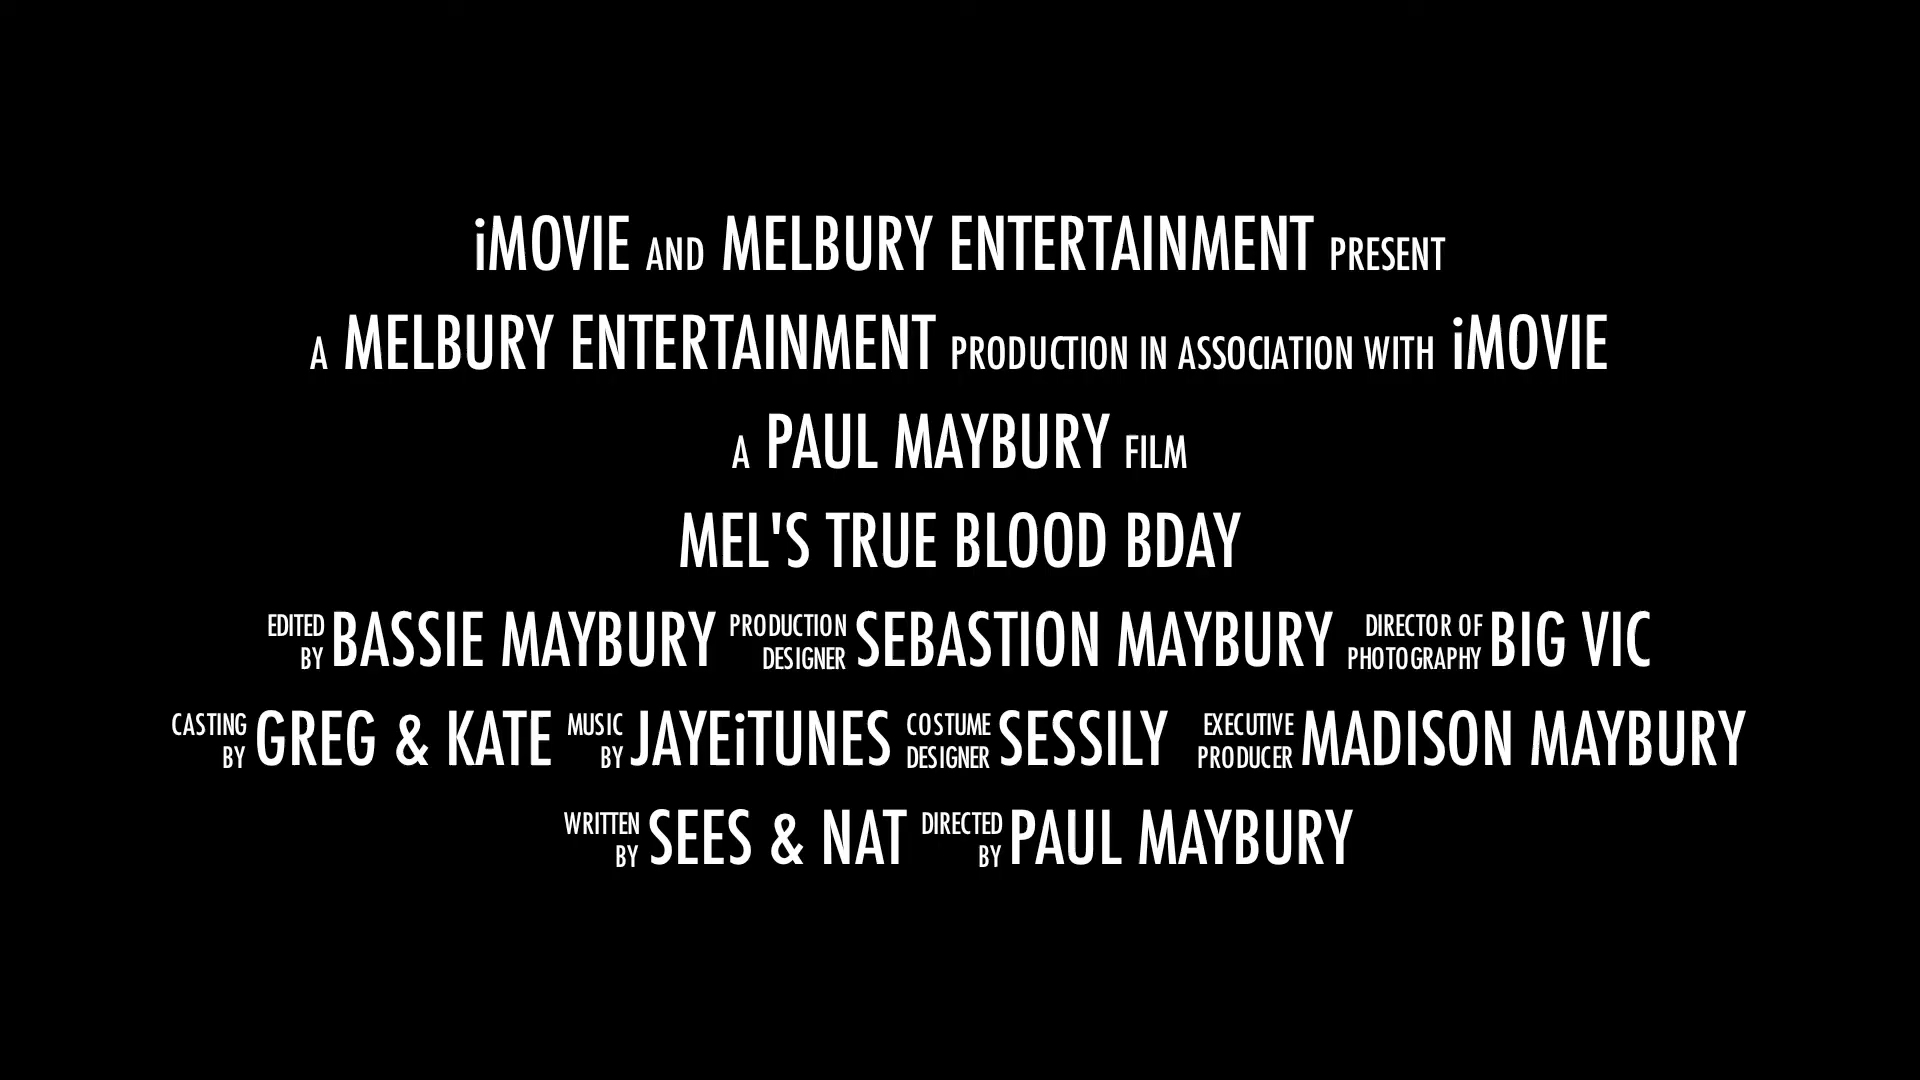 iMOVIE AND MELBURY ENTERTAINMENT PRESENT
A MELBURY ENTERTAINMENT PRODUCTION IN ASSOCIATION WITH iMOVIE
A PAUL MAYBURY FILM
MEL'S TRUE BLOOD BDAY
EDITED BY BASSIE MAYBURY PRODUCTION DESIGNER SEBASTION MAYBURY DIRECTOR OF PHOTOGRAPHY BIG VIC
CASTING BY GREG & KATE MUSIC BY JAYEiTUNES COSTUME DESIGNER SESSILY EXECUTIVE PRODUCER MADISON MAYBURY
WRITTEN BY SEES & NAT DIRECTED BY PAUL MAYBURY